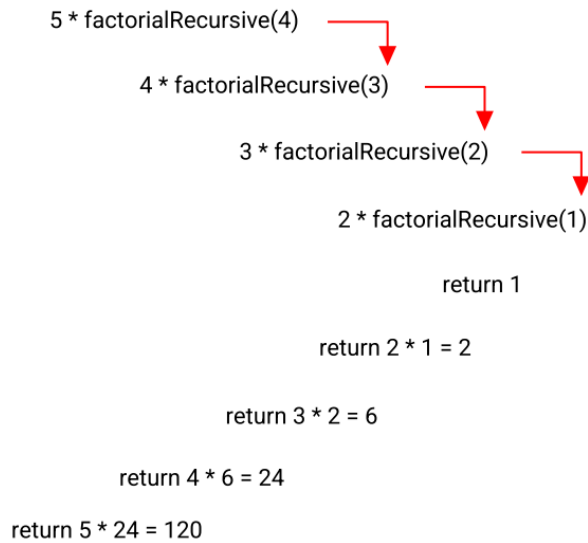 5 * factorialRecursive(4)
4 * factorialRecursive(3)
3 * factorialRecursive(2)
2 * factorialRecursive(1)
return 1
return 2 * 1 = 2
return 3 * 2 = 6
return 4 * 6 = 24
return 5 * 24 = 120